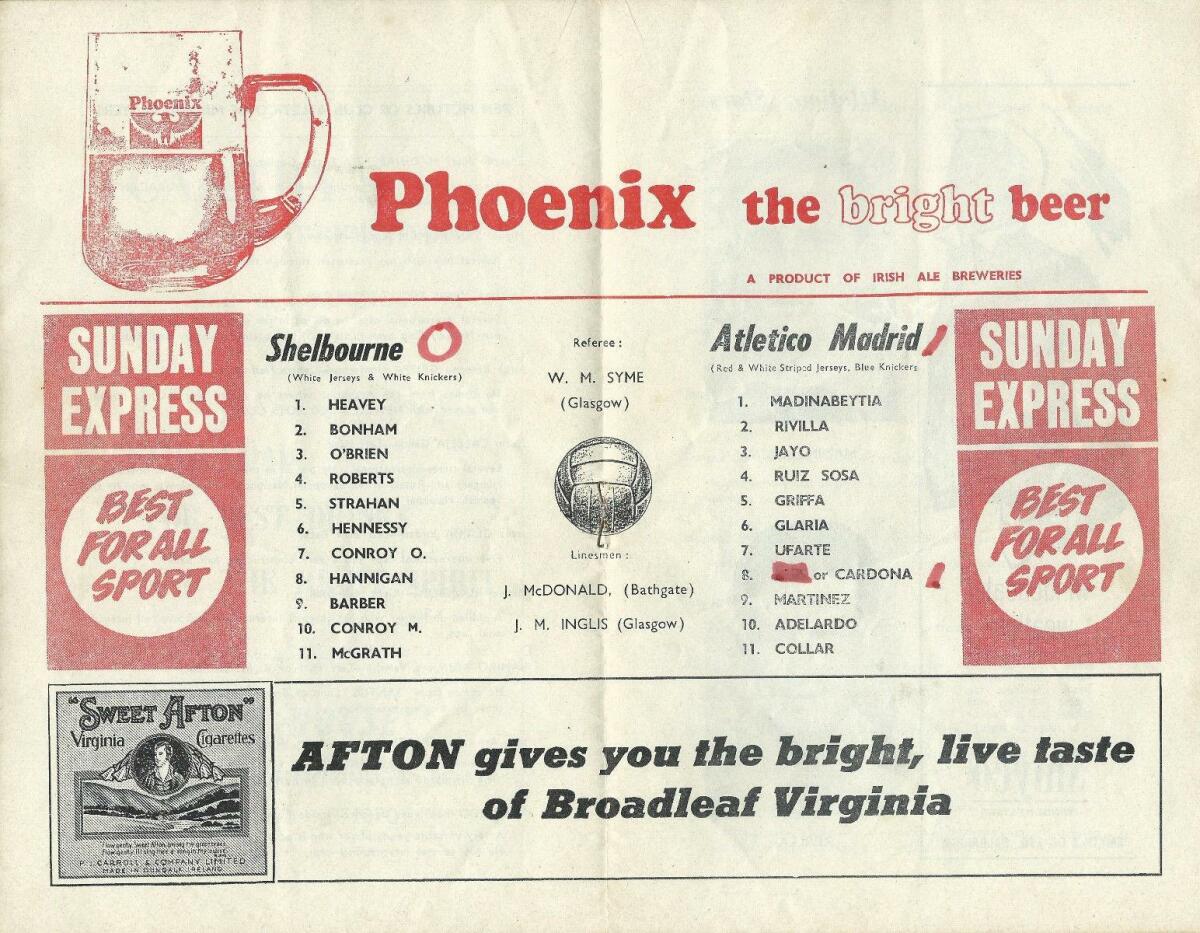 Phoenix
Phoenix the bright beer
A PRODUCT OF IRISH ALE BREWERIES
SUNDAY
EXPRESS
BEST
FOR ALL
SPORT
Shelbourne 0
(White Jerseys & White Knickers)
1. HEAVEY
2. BONHAM
3. O'BRIEN
4. ROBERTS
5. STRAHAN
6. HENNESSY
7. CONROY O.
8. HANNIGAN
9. BARBER
10. CONROY M.
11. McGRATH
Referee :
W. M. SYME
(Glasgow)
Linesmen :
J. McDONALD, (Bathgate)
J. M. INGLIS (Glasgow)
Atletico Madrid /
(Red & White Striped Jerseys, Blue Knickers
1. MADINABEYTIA
2. RIVILLA
3. JAYO
4. RUIZ SOSA
5. GRIFFA
6. GLARIA
7. UFARTE
8. or CARDONA
9. MARTINEZ
10. ADELARDO
11. COLLAR
SUNDAY
EXPRESS
BEST
FOR ALL
SPORT
"SWEET AFTON"
Virginia Cigarettes
P. J. CARROLL & COMPANY LIMITED
MADE IN DUNDALK, IRELAND
AFTON gives you the bright, live taste
of Broadleaf Virginia